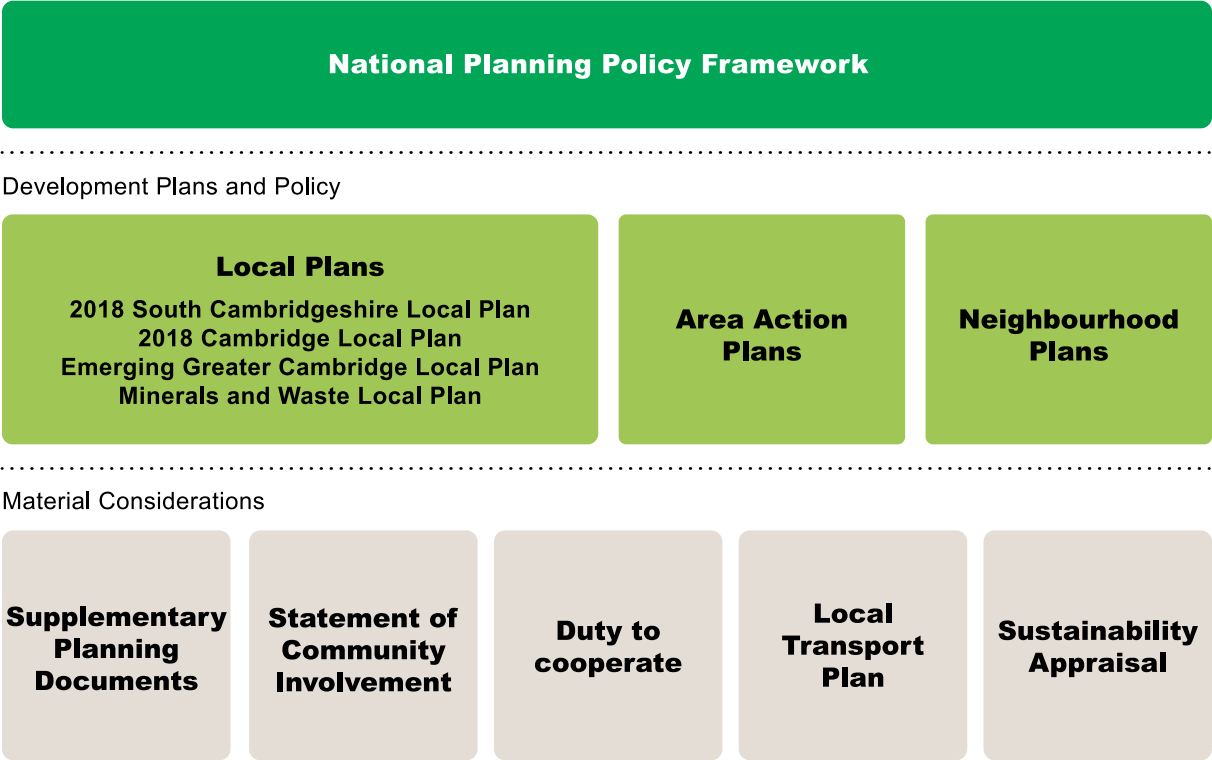 National Planning Policy Framework
Development Plans and Policy
Local Plans
2018 South Cambridgeshire Local Plan
2018 Cambridge Local Plan
Emerging Greater Cambridge Local Plan
Minerals and Waste Local Plan
Area Action
Plans
Neighbourhood
Plans
Material Considerations
Supplementary
Planning
Documents
Statement of
Community
Involvement
Duty to
cooperate
Local
Transport
Plan
Sustainability
Appraisal